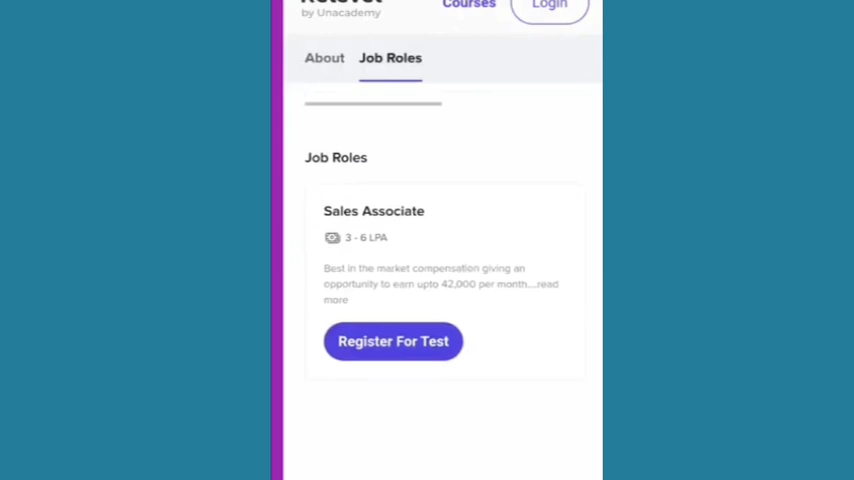 by Unacademy
Courses
Login
About
Job Roles
Job Roles
Sales Associate
3 - 6 LPA
Best in the market compensation giving an
opportunity to earn upto 42,000 per month....read
more
Register For Test